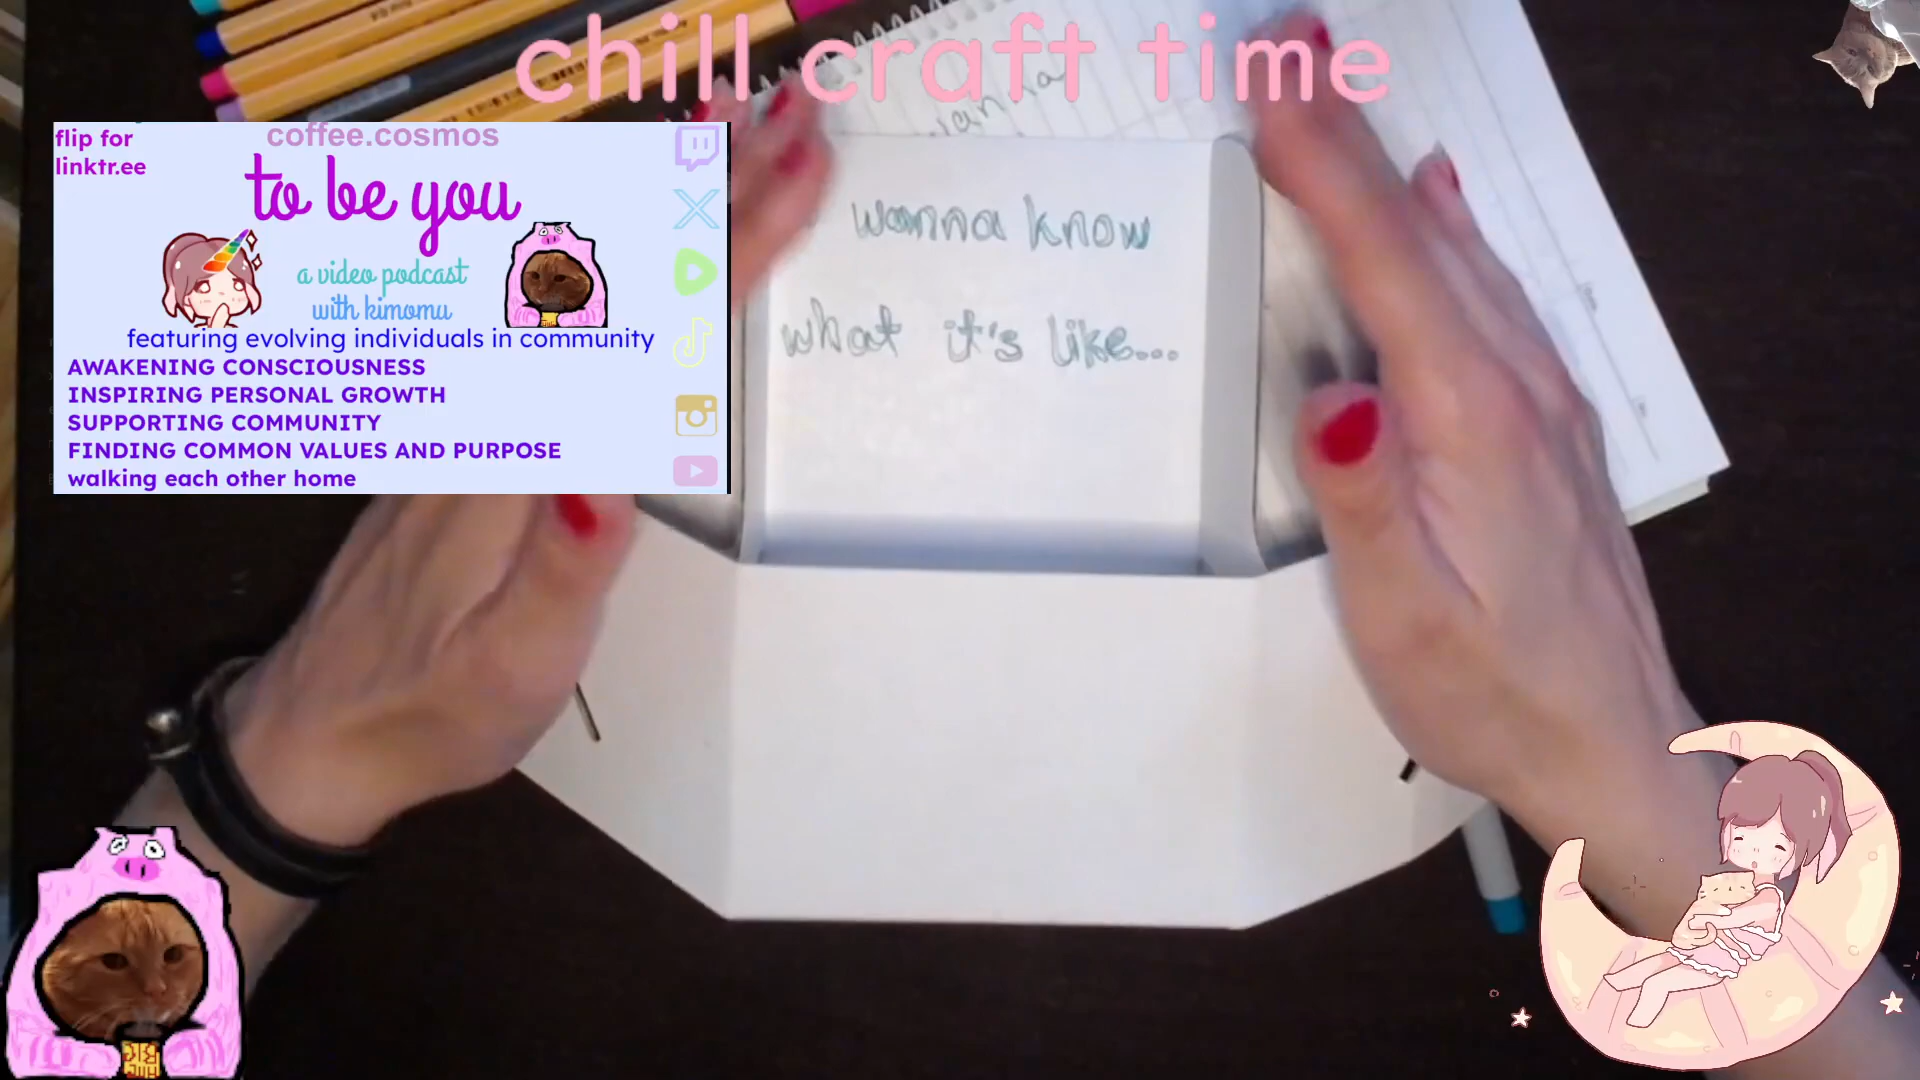 chill craft time
flip for
linktr.ee
coffee.cosmos
to be you
a video podcast
with kimomu
featuring evolving individuals in community
AWAKENING CONSCIOUSNESS
INSPIRING PERSONAL GROWTH
SUPPORTING COMMUNITY
FINDING COMMON VALUES AND PURPOSE
walking each other home
wanna know
what it's like...